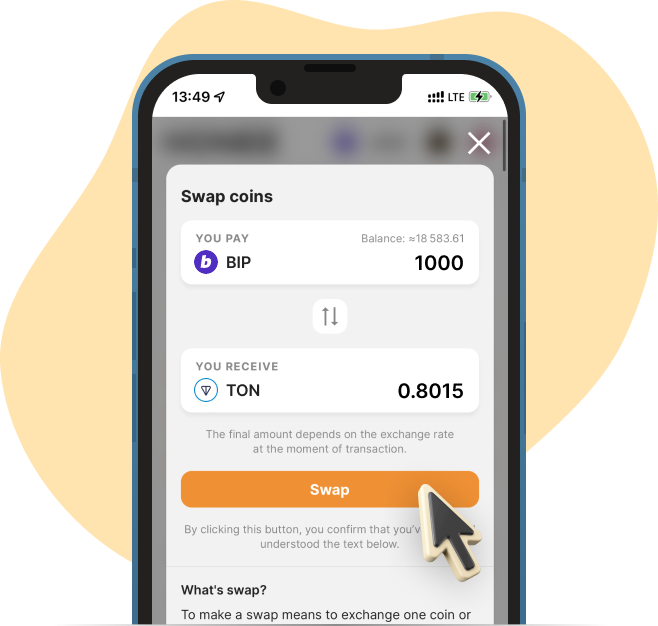 13:49
LTE
Swap coins
YOU PAY
Balance: ≈18 583.61
b BIP
1000
YOU RECEIVE
TON
0.8015
The final amount depends on the exchange rate
at the moment of transaction.
Swap
By clicking this button, you confirm that you've
understood the text below.
What's swap?
To make a swap means to exchange one coin or